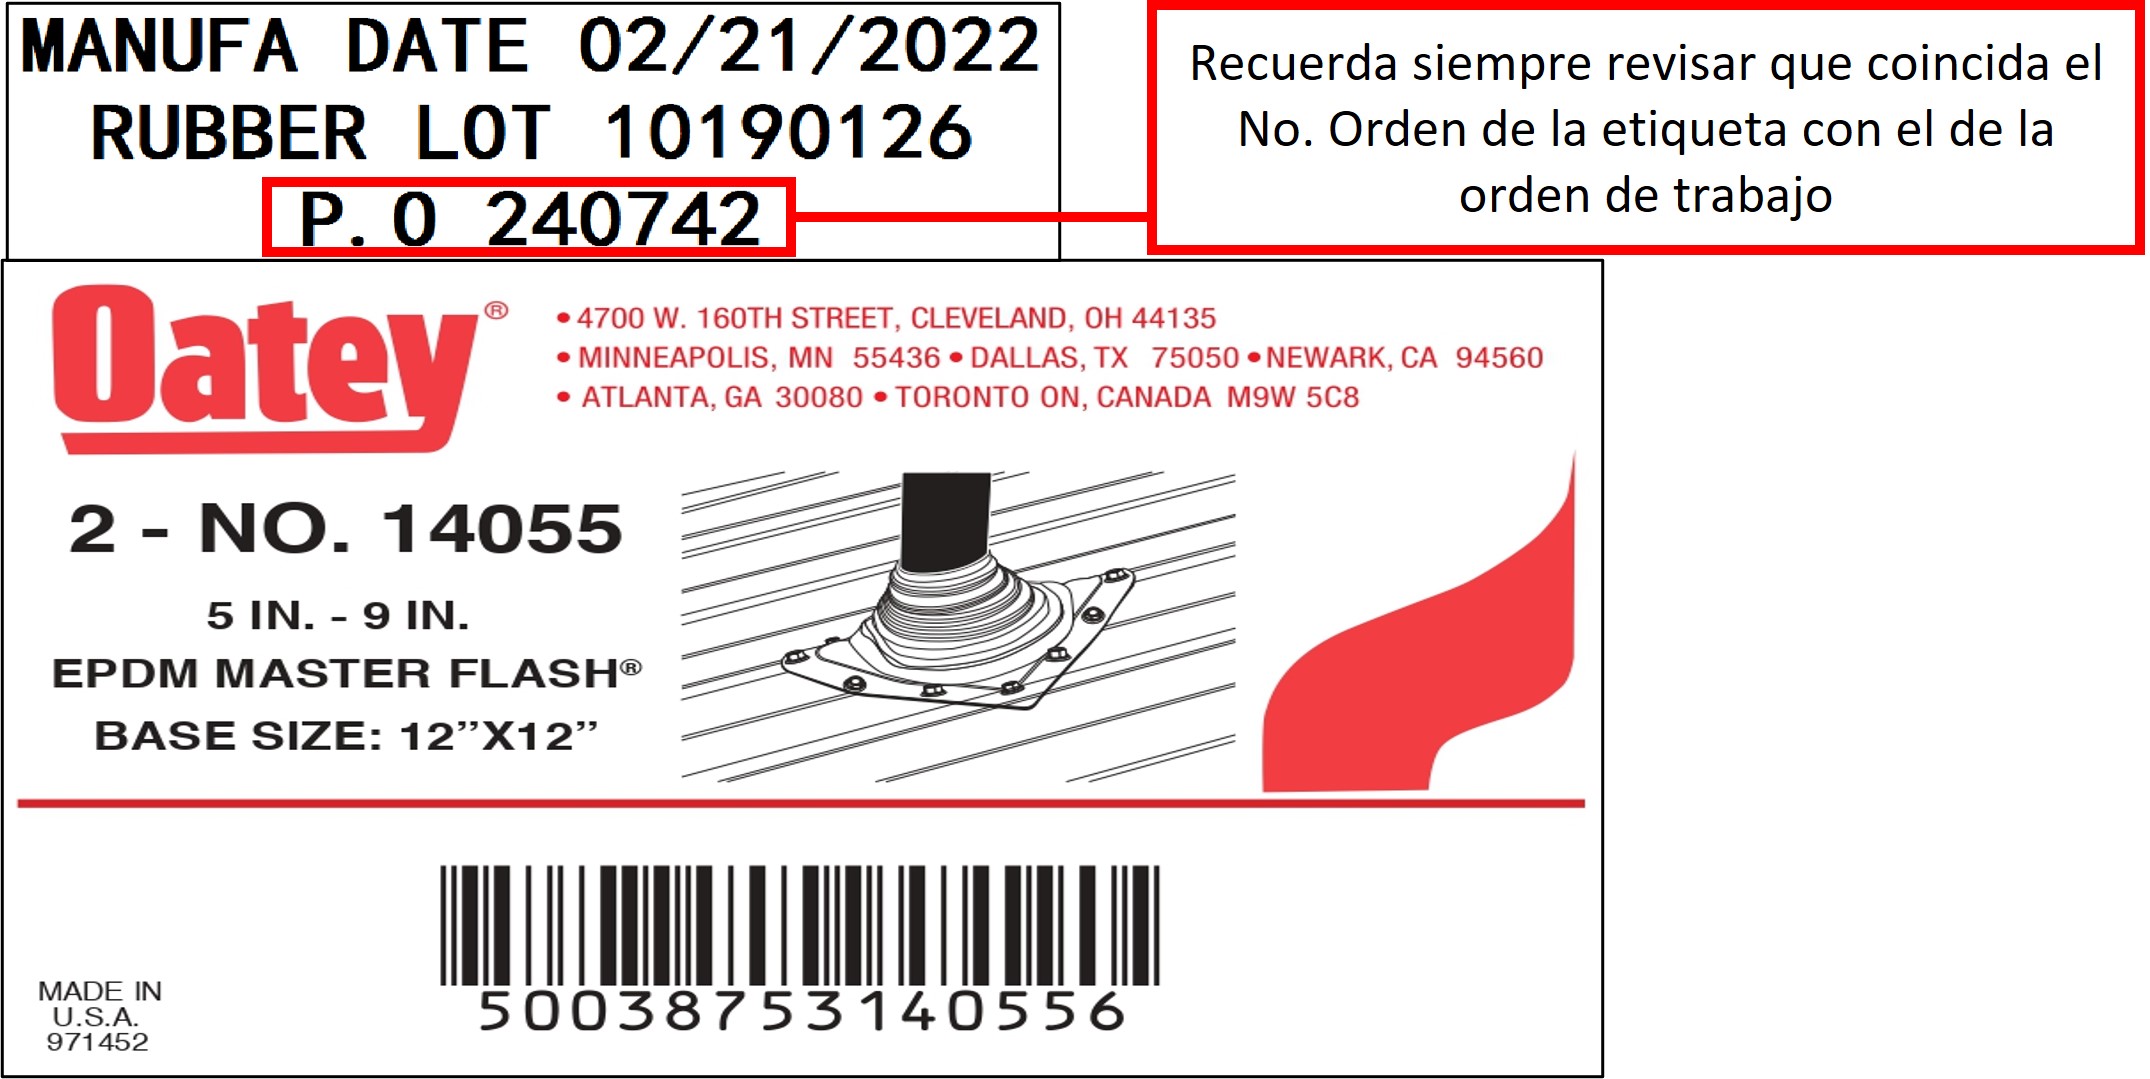 MANUFA DATE 02/21/2022
RUBBER LOT 10190126
P.O 240742
Recuerda siempre revisar que coincida el
No. Orden de la etiqueta con el de la
orden de trabajo
Oatey®
• 4700 W. 160TH STREET, CLEVELAND, OH 44135
• MINNEAPOLIS, MN 55436 • DALLAS, TX 75050 • NEWARK, CA 94560
• ATLANTA, GA 30080 • TORONTO ON, CANADA M9W 5C8
2 - NO. 14055
5 IN. - 9 IN.
EPDM MASTER FLASH®
BASE SIZE: 12”X12”
50038753140556
MADE IN
U.S.A.
971452